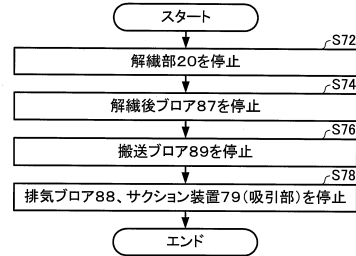 スタート
S72
解繊部20を停止
S74
解繊後ブロア87を停止
S76
搬送ブロア89を停止
S78
排気ブロア88、サクション装置79(吸引部)を停止
エンド